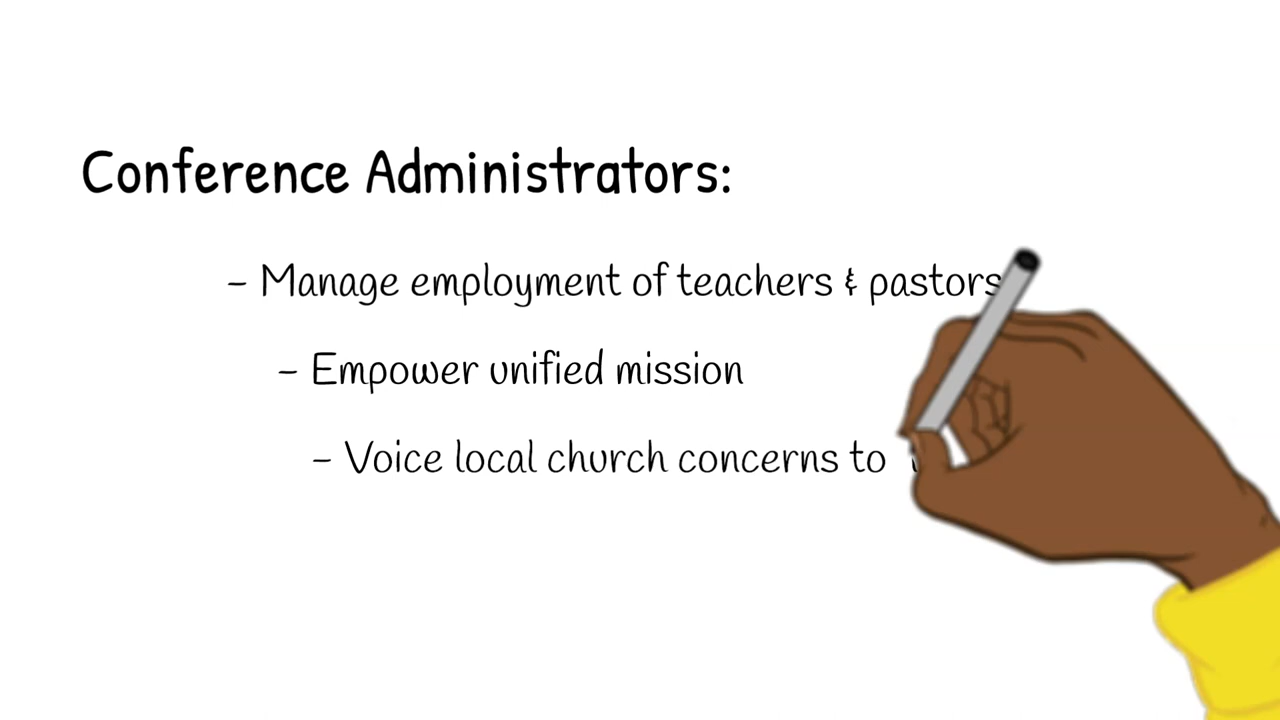 Conference Administrators:
- Manage employment of teachers & pastors
- Empower unified mission
- Voice local church concerns to